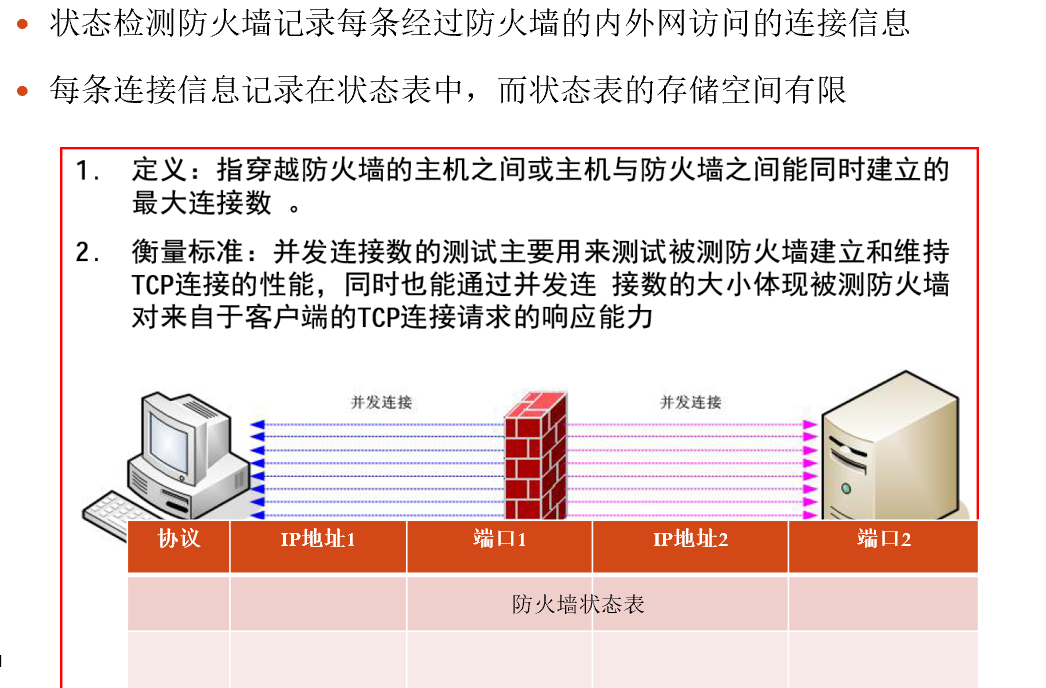 状态检测防火墙记录每条经过防火墙的内外网访问的连接信息
每条连接信息记录在状态表中，而状态表的存储空间有限
1. 定义：指穿越防火墙的主机之间或主机与防火墙之间能同时建立的
最大连接数 。
2. 衡量标准：并发连接数的测试主要用来测试被测防火墙建立和维持
TCP连接的性能，同时也能通过并发连 接数的大小体现被测防火墙
对来自于客户端的TCP连接请求的响应能力
并发连接 并发连接
协议 IP地址1 端口1 IP地址2 端口2
防火墙状态表